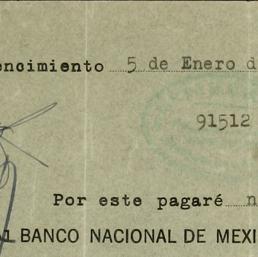 encimiento 5 de Enero d
91512
Por este pagaré n
BANCO NACIONAL DE MEXI